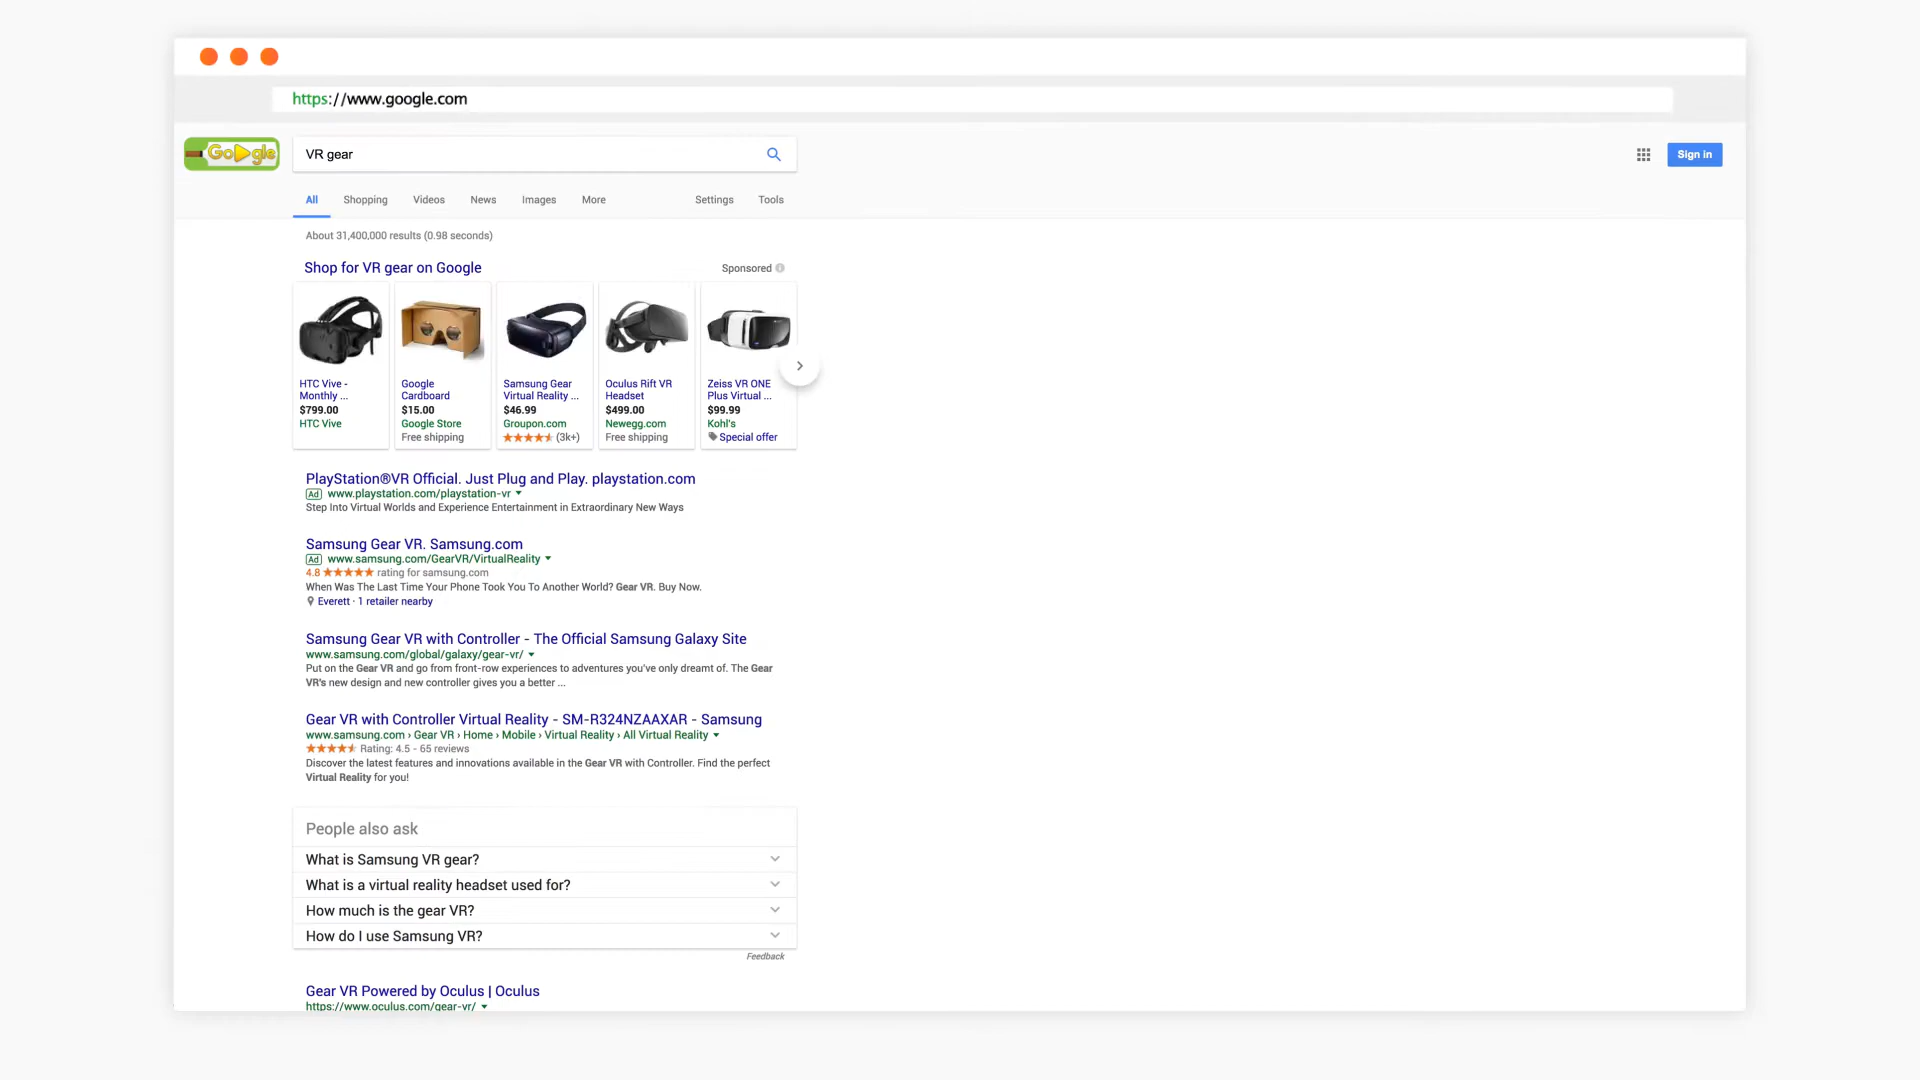 https://www.google.com
Google
VR gear
Sign in
All Shopping Videos News Images More Settings Tools
About 31,400,000 results (0.98 seconds)
Shop for VR gear on Google
Sponsored
HTC Vive -
Monthly ...
$799.00
HTC Vive
Google
Cardboard
$15.00
Google Store
Free shipping
Samsung Gear
Virtual Reality ...
$46.99
Groupon.com
(3k+)
Oculus Rift VR
Headset
$499.00
Newegg.com
Free shipping
Zeiss VR ONE
Plus Virtual ...
$99.99
Kohl's
Special offer
PlayStation®VR Official. Just Plug and Play. playstation.com
Ad www.playstation.com/playstation-vr
Step Into Virtual Worlds and Experience Entertainment in Extraordinary New Ways
Samsung Gear VR. Samsung.com
Ad www.samsung.com/GearVR/VirtualReality
4.8 ★★★★★ rating for samsung.com
When Was The Last Time Your Phone Took You To Another World? Gear VR. Buy Now.
Everett · 1 retailer nearby
Samsung Gear VR with Controller - The Official Samsung Galaxy Site
www.samsung.com/global/galaxy/gear-vr/
Put on the Gear VR and go from front-row experiences to adventures you've only dreamt of. The Gear
VR's new design and new controller gives you a better ...
Gear VR with Controller Virtual Reality - SM-R324NZAAXAR - Samsung
www.samsung.com › Gear VR › Home › Mobile › Virtual Reality › All Virtual Reality
Rating: 4.5 - 65 reviews
Discover the latest features and innovations available in the Gear VR with Controller. Find the perfect
Virtual Reality for you!
People also ask
What is Samsung VR gear?
What is a virtual reality headset used for?
How much is the gear VR?
How do I use Samsung VR?
Feedback
Gear VR Powered by Oculus | Oculus
https://www.oculus.com/gear-vr/